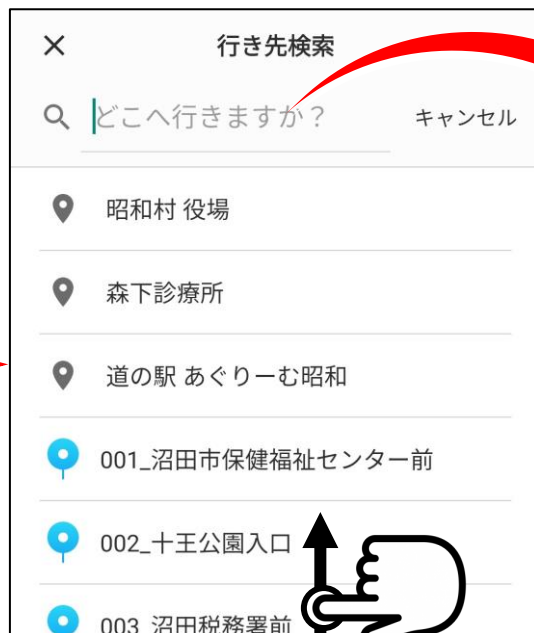 行き先検索
どこへ行きますか？ キャンセル
昭和村 役場
森下診療所
道の駅 あぐりーむ昭和
001_沼田市保健福祉センター前
002_十王公園入口
003_沼田税務署前